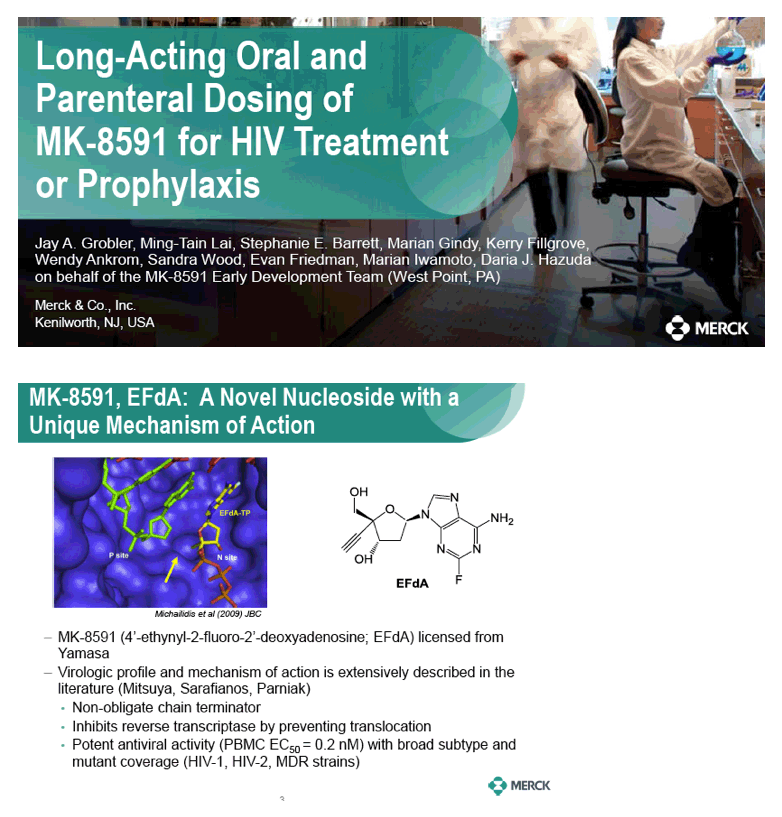 Long-Acting Oral and
Parenteral Dosing of
MK-8591 for HIV Treatment
or Prophylaxis
Jay A. Grobler, Ming-Tain Lai, Stephanie E. Barrett, Marian Gindy, Kerry Fillgrove,
Wendy Ankrom, Sandra Wood, Evan Friedman, Marian Iwamoto, Daria J. Hazuda
on behalf of the MK-8591 Early Development Team (West Point, PA)
Merck & Co., Inc.
Kenilworth, NJ, USA
MERCK
MK-8591, EFdA: A Novel Nucleoside with a
Unique Mechanism of Action
EFdA-TP
P site
N site
Michailidis et al (2009) JBC
OH
O
N
N
NH2
N
N
OH
F
EFdA
– MK-8591 (4'-ethynyl-2-fluoro-2'-deoxyadenosine; EFdA) licensed from
Yamasa
– Virologic profile and mechanism of action is extensively described in the
literature (Mitsuya, Sarafianos, Parniak)
• Non-obligate chain terminator
• Inhibits reverse transcriptase by preventing translocation
• Potent antiviral activity (PBMC EC50 = 0.2 nM) with broad subtype and
mutant coverage (HIV-1, HIV-2, MDR strains)
MERCK
3